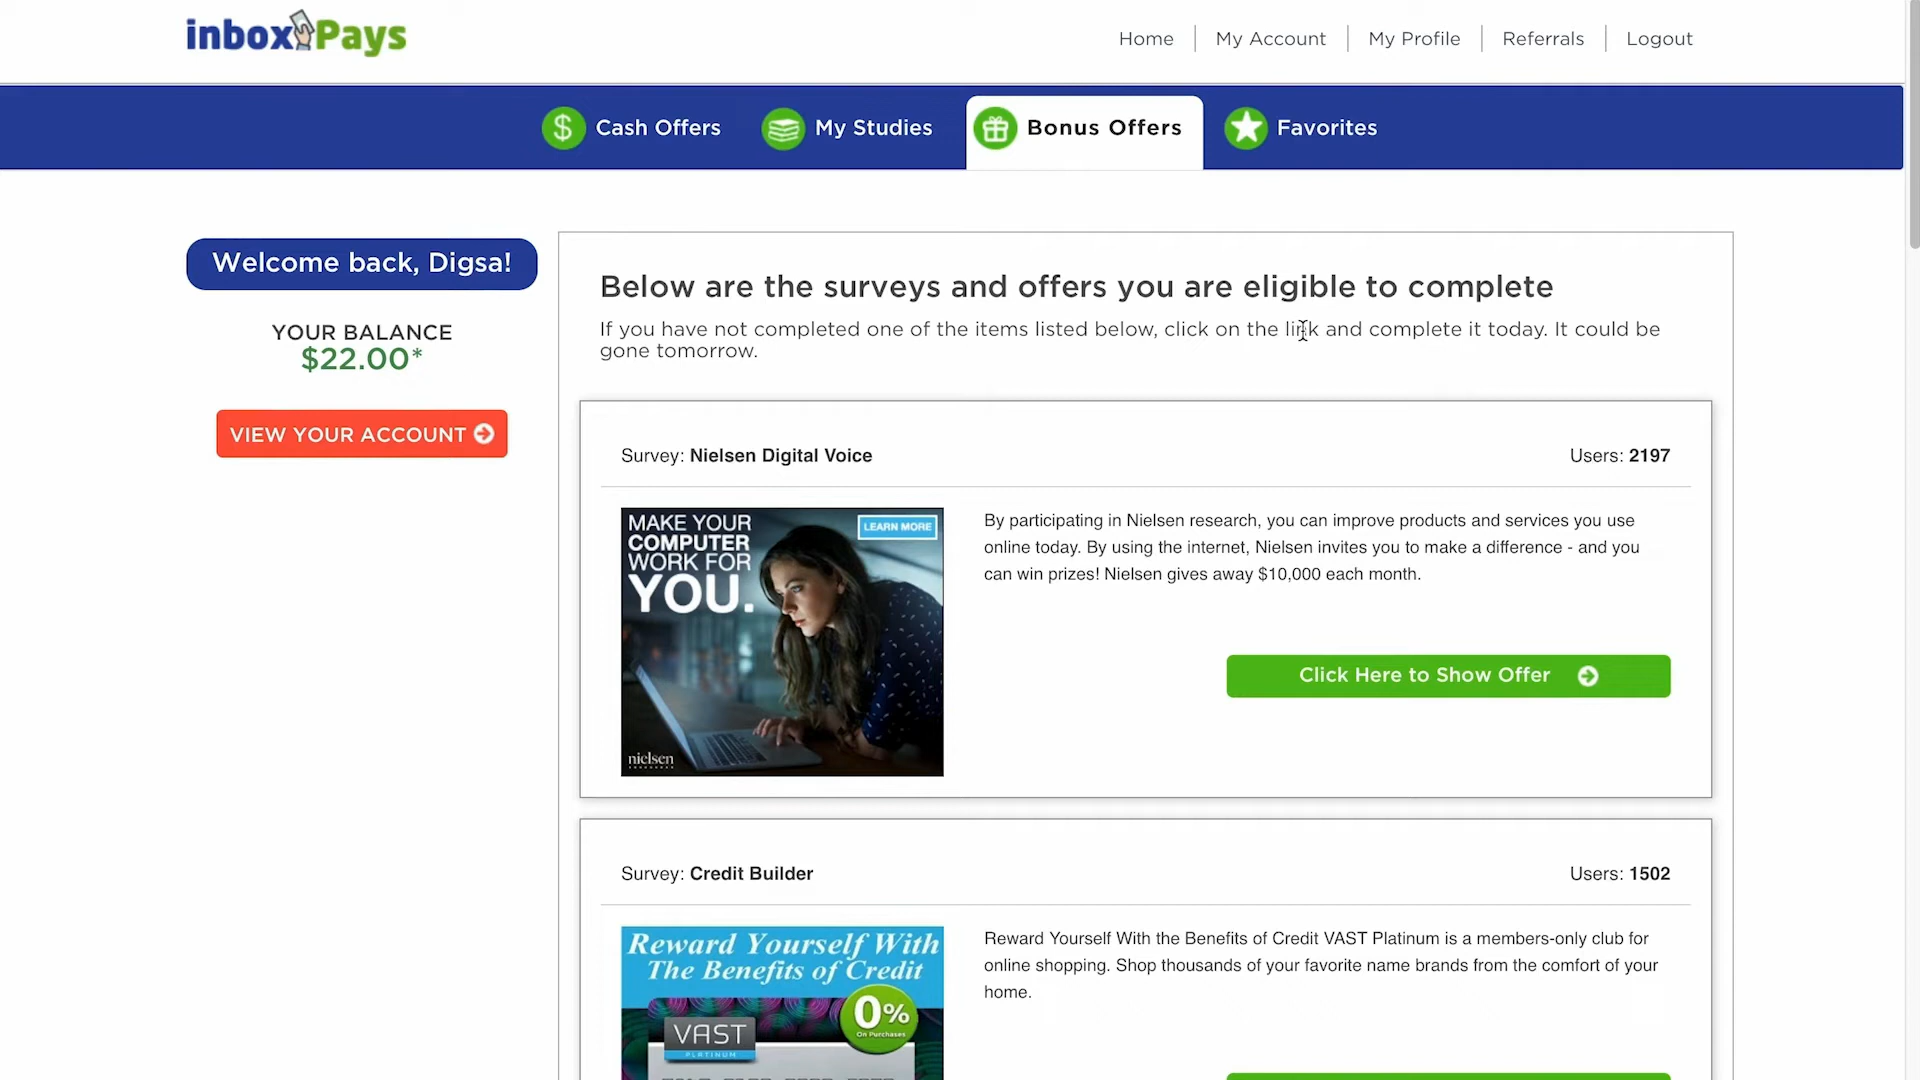 inboxPays
Home
My Account
My Profile
Referrals
Logout
Cash Offers
My Studies
Bonus Offers
Favorites
Welcome back, Digsa!
YOUR BALANCE
$22.00*
VIEW YOUR ACCOUNT
Below are the surveys and offers you are eligible to complete
If you have not completed one of the items listed below, click on the link and complete it today. It could be
gone tomorrow.
Survey: Nielsen Digital Voice
Users: 2197
MAKE YOUR
COMPUTER
WORK FOR
YOU.
LEARN MORE
nielsen
By participating in Nielsen research, you can improve products and services you use
online today. By using the internet, Nielsen invites you to make a difference - and you
can win prizes! Nielsen gives away $10,000 each month.
Click Here to Show Offer
Survey: Credit Builder
Users: 1502
Reward Yourself With
The Benefits of Credit
0%
On Purchases
VAST
PLATINUM
Reward Yourself With the Benefits of Credit VAST Platinum is a members-only club for
online shopping. Shop thousands of your favorite name brands from the comfort of your
home.